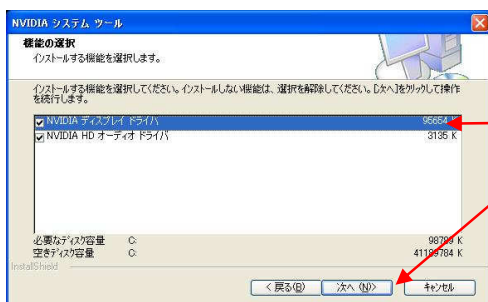 NVIDIA システム ツール
機能の選択
インストールする機能を選択します。
インストールする機能を選択してください。インストールしない機能は、選択を解除してください。[次へ]をクリックして操作
を続行します。
NVIDIA ディスプレイ ドライバ 95654 K
NVIDIA HD オーディオ ドライバ 3135 K
必要なディスク容量 C: 98789 K
空きディスク容量 C: 41189784 K
InstallShield
< 戻る(B) 次へ (N)> キャンセル